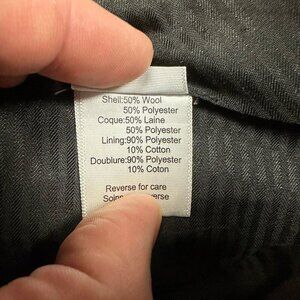 Shell:50% Wool
50% Polyester
Coque:50% Laine
50% Polyester
Lining:90% Polyester
10% Cotton
Doublure:90% Polyester
10% Coton
Reverse for care